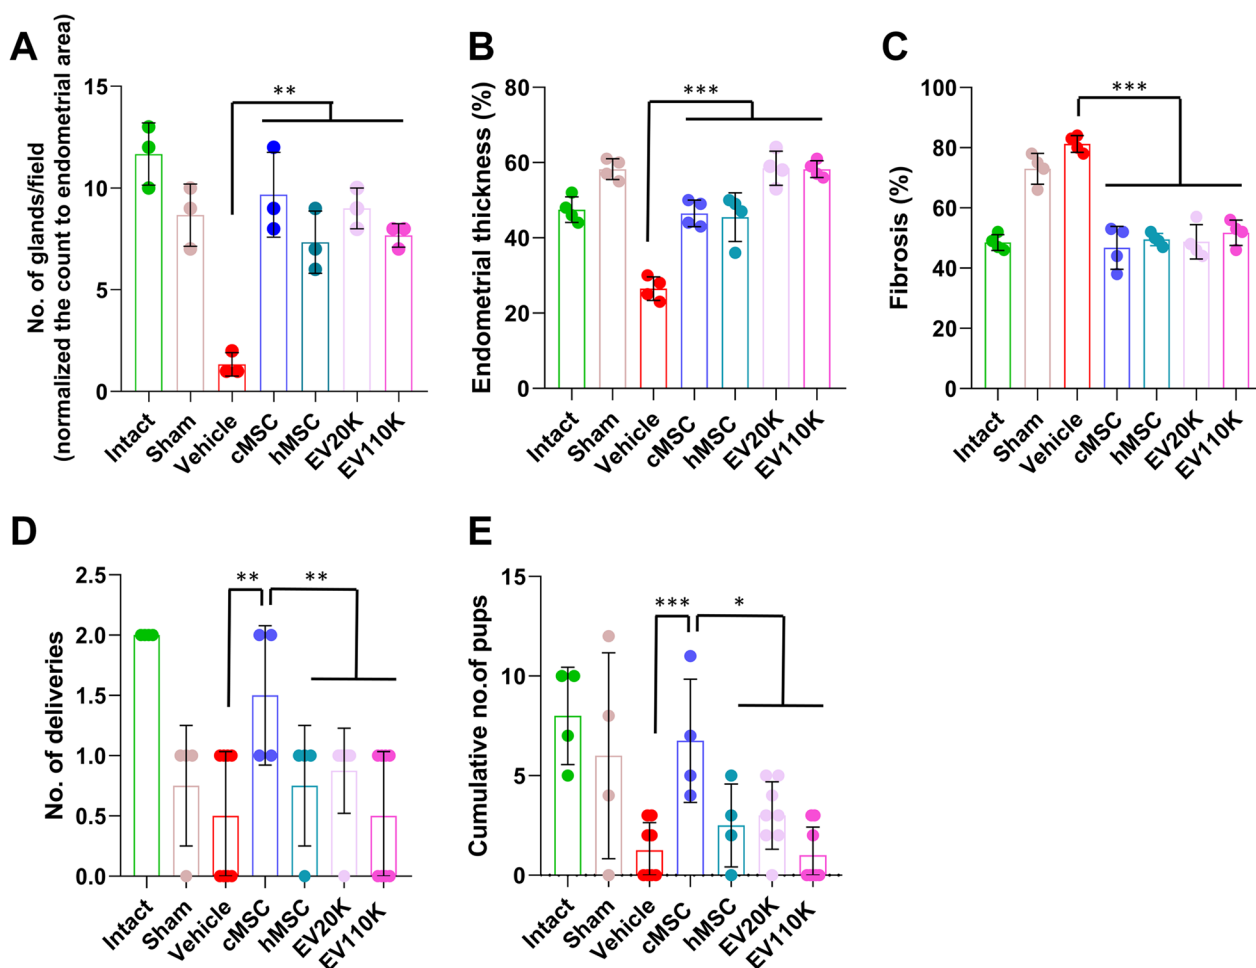 A
No. of glands/field
(normalized the count to endometrial area)
15
10
5
0
**
Intact
Sham
Vehicle
cMSC
hMSC
EV20K
EV110K
B
Endometrial thickness (%)
80
60
40
20
0
***
Intact
Sham
Vehicle
cMSC
hMSC
EV20K
EV110K
C
Fibrosis (%)
100
80
60
40
20
0
***
Intact
Sham
Vehicle
cMSC
hMSC
EV20K
EV110K
D
No. of deliveries
2.5
2.0
1.5
1.0
0.5
0.0
**
**
Intact
Sham
Vehicle
cMSC
hMSC
EV20K
EV110K
E
Cumulative no.of pups
15
10
5
0
***
*
Intact
Sham
Vehicle
cMSC
hMSC
EV20K
EV110K